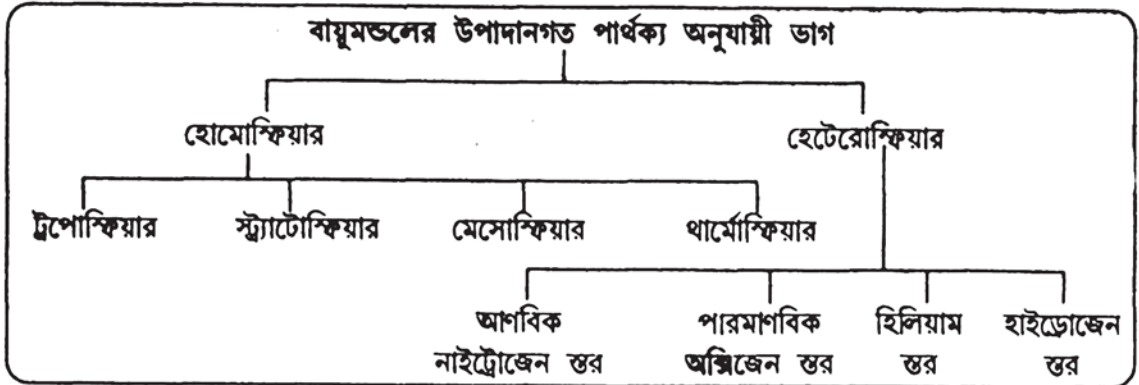 বায়ূমন্ডলের উপাদানগত পার্থক্য অনুযায়ী ভাগ
হোমোস্ফিয়ার হেটেরোস্ফিয়ার
ট্রপোস্ফিয়ার স্ট্র্যাটোস্ফিয়ার মেসোস্ফিয়ার থার্মোস্ফিয়ার
আণবিক পারমাণবিক হিলিয়াম হাইড্রোজেন
নাইট্রোজেন স্তর অক্সিজেন স্তর স্তর স্তর